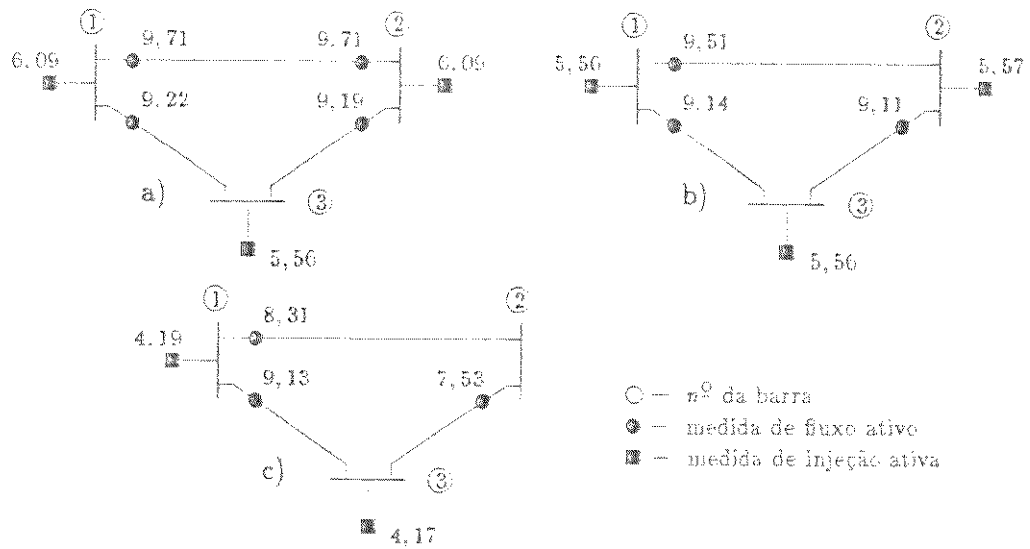 ① ②
9,71 9,71
6.09 6.09
9.22 9,19
a) ③
5,56
① ②
9,51
5,56 5,57
9.14 9,11
b) ③
5,56
① ②
8,31
4.19
9,13 7,53
c) ③
4,17
○ – nº da barra
● – medida de fluxo ativo
■ – medida de injeção ativa